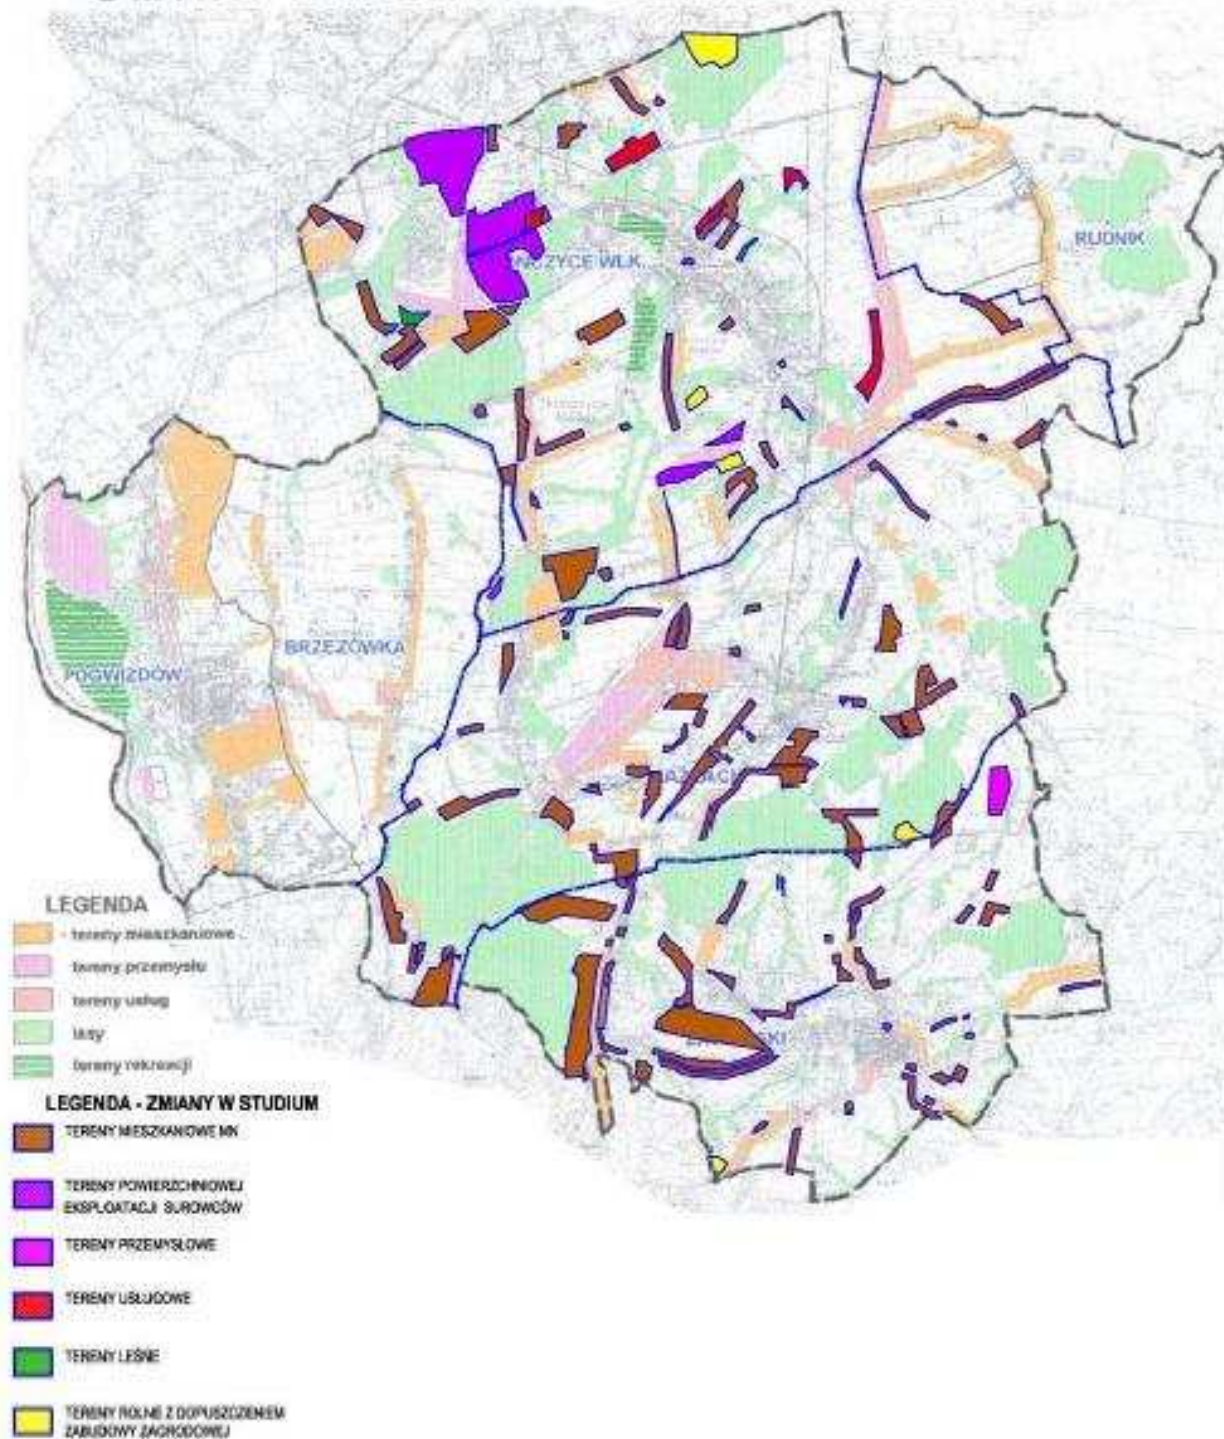 RUDNIK
BRZEZÓWKA
POGWIZDÓW
LEGENDA
- tereny mieszkaniowe
tereny przemysłu
tereny usług
lasy
tereny rekreacji
LEGENDA - ZMIANY W STUDIUM
TERENY MIESZKANIOWE MN
TERENY POWIERZCHNIOWEJ
EKSPLOATACJI SUROWCÓW
TERENY PRZEMYSŁOWE
TERENY USŁUGOWE
TERENY LEŚNE
TERENY ROLNE Z DOPUSZCZENIEM
ZABUDOWY ZAGRODOWEJ